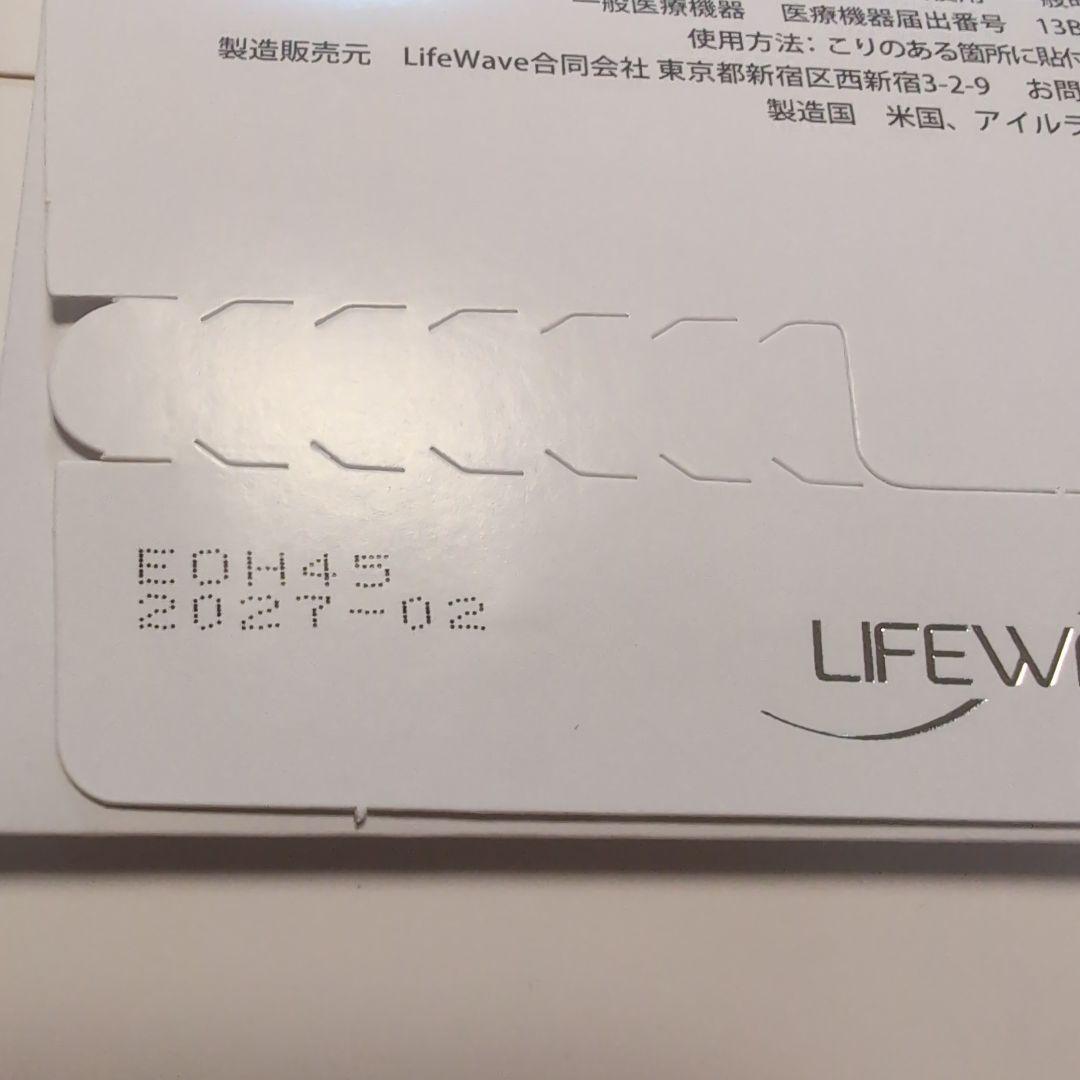 一般医療機器　医療機器届出番号　13B
使用方法：こりのある箇所に貼付
製造販売元　LifeWave合同会社 東京都新宿区西新宿3-2-9　お問
製造国　米国、アイルラ
EOH45
2027-02
LIFEW